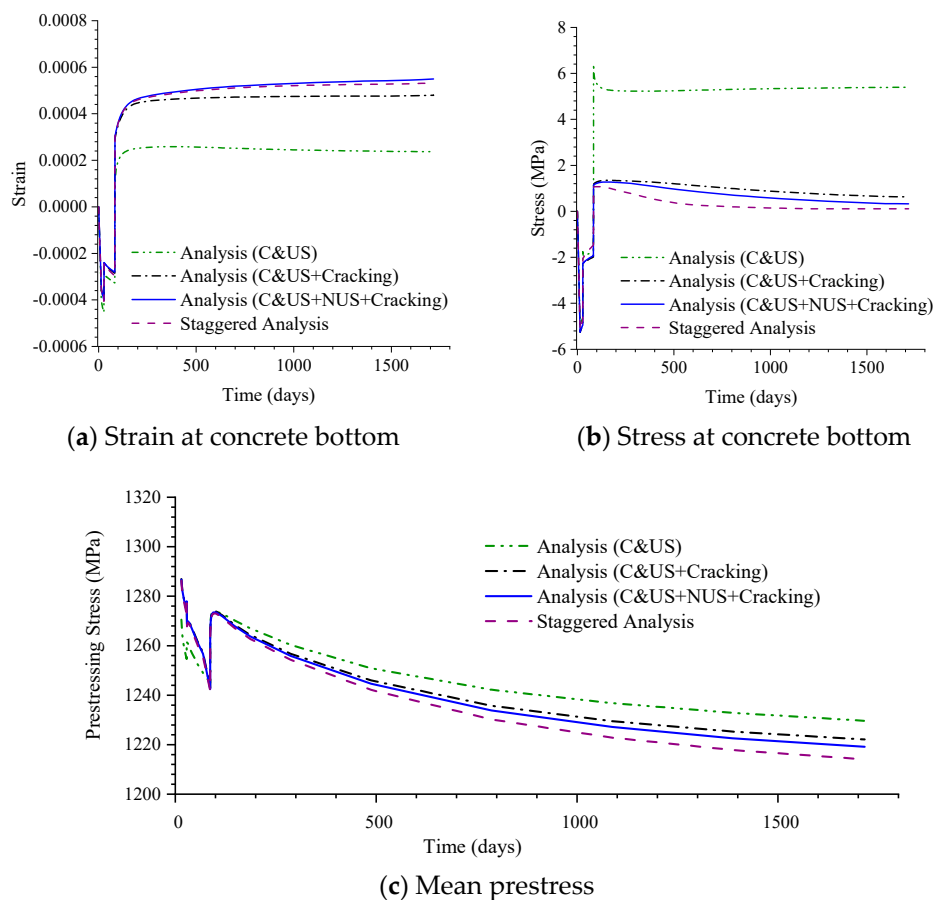 0.0008
0.0006
0.0004
0.0002
0.0000
-0.0002
-0.0004
-0.0006
Strain
Analysis (C&US)
Analysis (C&US+Cracking)
Analysis (C&US+NUS+Cracking)
Staggered Analysis
0 500 1000 1500
Time (days)
(a) Strain at concrete bottom
8
6
4
2
0
-2
-4
-6
Stress (MPa)
Analysis (C&US)
Analysis (C&US+Cracking)
Analysis (C&US+NUS+Cracking)
Staggered Analysis
0 500 1000 1500
Time (days)
(b) Stress at concrete bottom
1320
1300
1280
1260
1240
1220
1200
Prestressing Stress (MPa)
Analysis (C&US)
Analysis (C&US+Cracking)
Analysis (C&US+NUS+Cracking)
Staggered Analysis
0 500 1000 1500
Time (days)
(c) Mean prestress